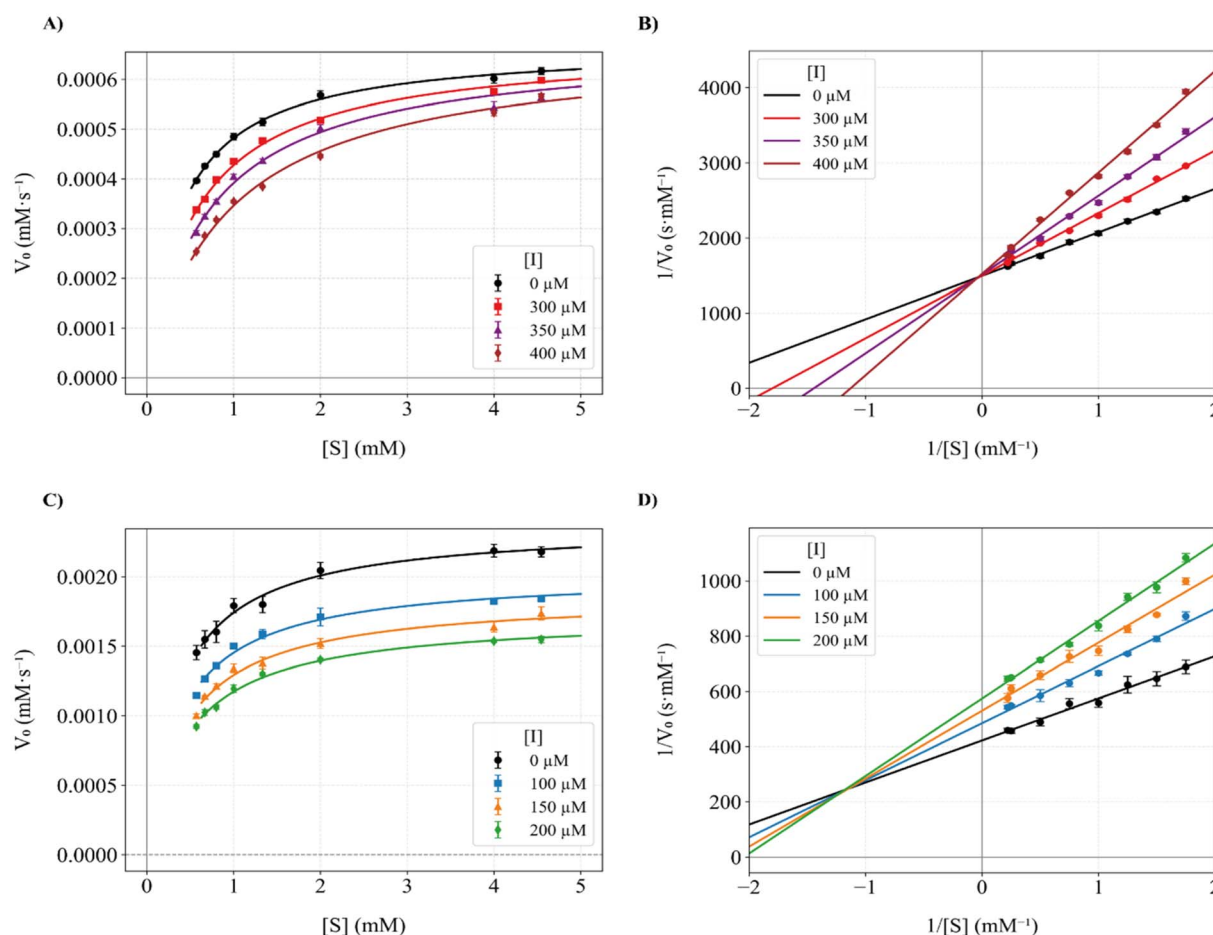 A)
V₀ (mM·s⁻¹)
0.0006
0.0005
0.0004
0.0003
0.0002
0.0001
0.0000
[I]
0 µM
300 µM
350 µM
400 µM
0 1 2 3 4 5
[S] (mM)
B)
1/V₀ (s·mM⁻¹)
4000
3000
2000
1000
0
[I]
0 µM
300 µM
350 µM
400 µM
−2 −1 0 1 2
1/[S] (mM⁻¹)
C)
V₀ (mM·s⁻¹)
0.0020
0.0015
0.0010
0.0005
0.0000
[I]
0 µM
100 µM
150 µM
200 µM
0 1 2 3 4 5
[S] (mM)
D)
1/V₀ (s·mM⁻¹)
1000
800
600
400
200
0
[I]
0 µM
100 µM
150 µM
200 µM
−2 −1 0 1 2
1/[S] (mM⁻¹)